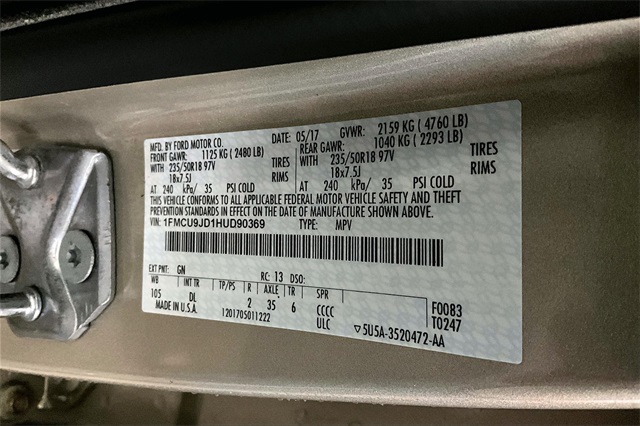 MFD. BY FORD MOTOR CO.
DATE: 05/17 GVWR: 2159 KG ( 4760 LB)
FRONT GAWR: 1125 KG ( 2480 LB) REAR GAWR: 1040 KG ( 2293 LB)
WITH 235/50R18 97V TIRES WITH 235/50R18 97V TIRES
18x7.5J RIMS 18x7.5J RIMS
AT 240 kPa/ 35 PSI COLD AT 240 kPa/ 35 PSI COLD
THIS VEHICLE CONFORMS TO ALL APPLICABLE FEDERAL MOTOR VEHICLE SAFETY AND THEFT
PREVENTION STANDARDS IN EFFECT ON THE DATE OF MANUFACTURE SHOWN ABOVE.
VIN: 1FMCU9JD1HUD90369 TYPE: MPV
EXT PNT: GN RC: 13 DSO:
WB INT TR TP/PS R AXLE TR SPR F0083
105 DL 2 35 6 CCCC T0247
MADE IN U.S.A. 1201705011222 ULC ▽5U5A-3520472-AA